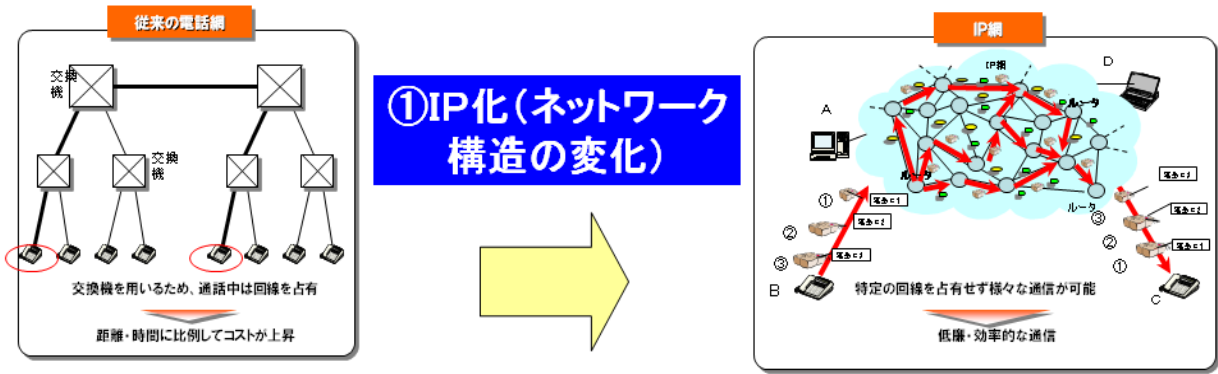 従来の電話網
交換
機
交換
機
交換機を用いるため、通話中は回線を占有
距離・時間に比例してコストが上昇
①IP化(ネットワーク
構造の変化)
IP網
IP網
D
A
ルータ
ルータ
ルータ
①
②
③
B
③
②
①
C
特定の回線を占有せず様々な通信が可能
低廉・効率的な通信